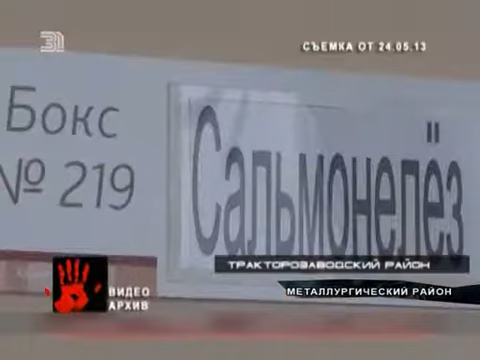 31
СЪЕМКА ОТ 24.05.13
Бокс
№ 219
Сальмонелёз
ТРАКТОРОЗАВОДСКИЙ РАЙОН
МЕТАЛЛУРГИЧЕСКИЙ РАЙОН
ВИДЕО
АРХИВ